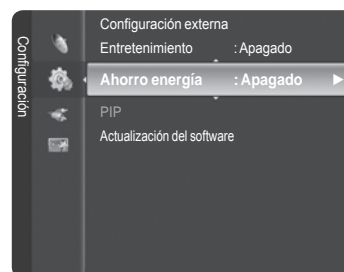 Configuración
Configuración externa
Entretenimiento : Apagado
Ahorro energía : Apagado
PIP
Actualización del software